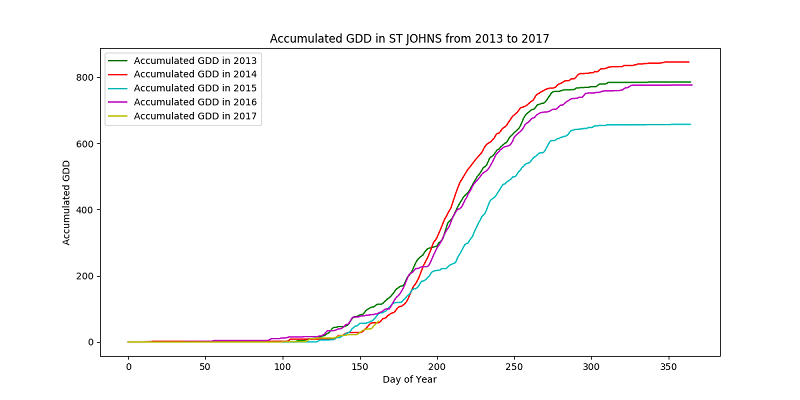 Accumulated GDD in ST JOHNS from 2013 to 2017
Accumulated GDD in 2013
Accumulated GDD in 2014
Accumulated GDD in 2015
Accumulated GDD in 2016
Accumulated GDD in 2017
Accumulated GDD
800
600
400
200
0
0 50 100 150 200 250 300 350
Day of Year